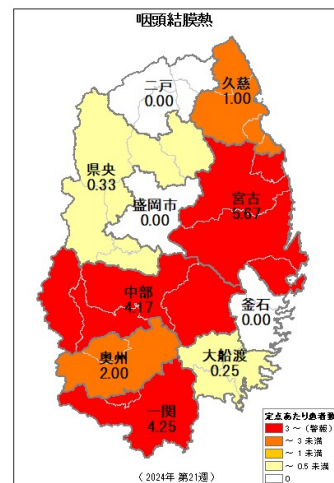 咽頭結膜熱
二戸
0.00
久慈
1.00
県央
0.33
盛岡市
0.00
宮古
5.67
中部
4.17
釜石
0.00
奥州
2.00
大船渡
0.25
一関
4.25
定点あたり患者数
3 ～ (警報)
～ 3 未満
～ 1 未満
～ 0.5 未満
0
( 2024年 第21週 )